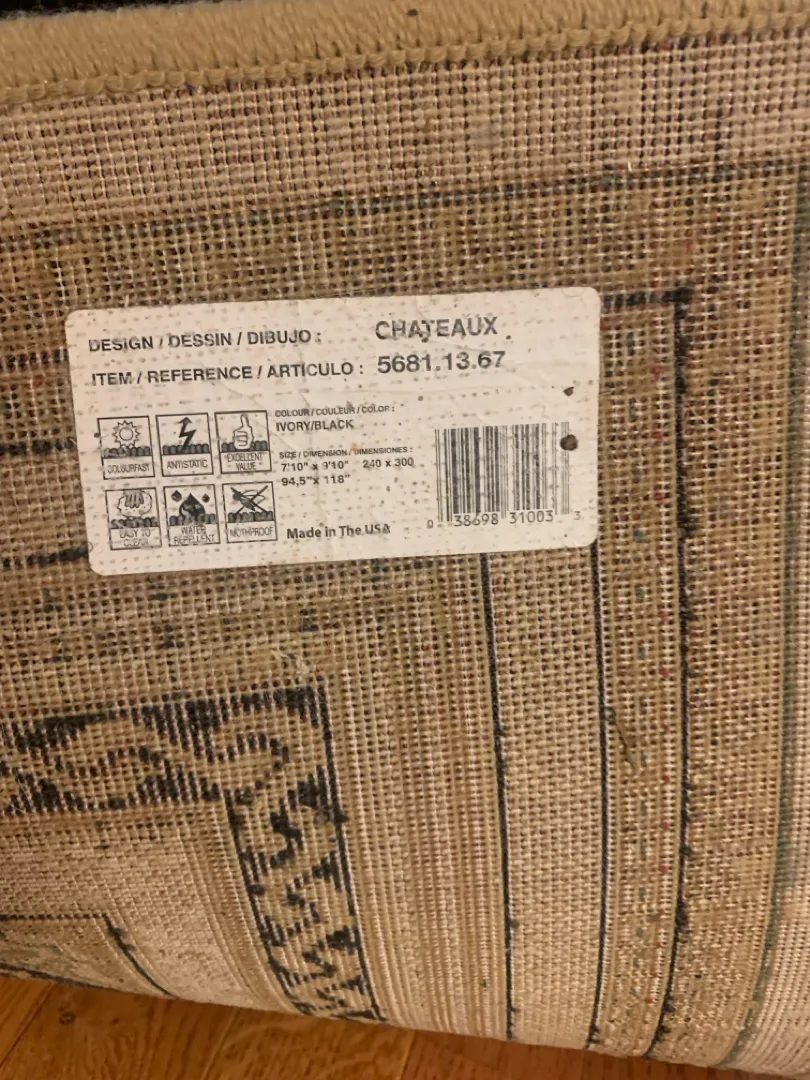 DESIGN / DESSIN / DIBUJO : CHATEAUX
ITEM / REFERENCE / ARTICULO : 5681.13.67
COLOUR / COULEUR / COLOR :
IVORY/BLACK
COLOURFAST ANTISTATIC EXCELLENT VALUE
SIZE / DIMENSION / DIMENSIONES :
7'10" x 9'10" 240 x 300
94,5" x 118"
EASY TO CLEAN WATER REPELLENT MOTHPROOF
Made in The USA
0 38698 31003 3